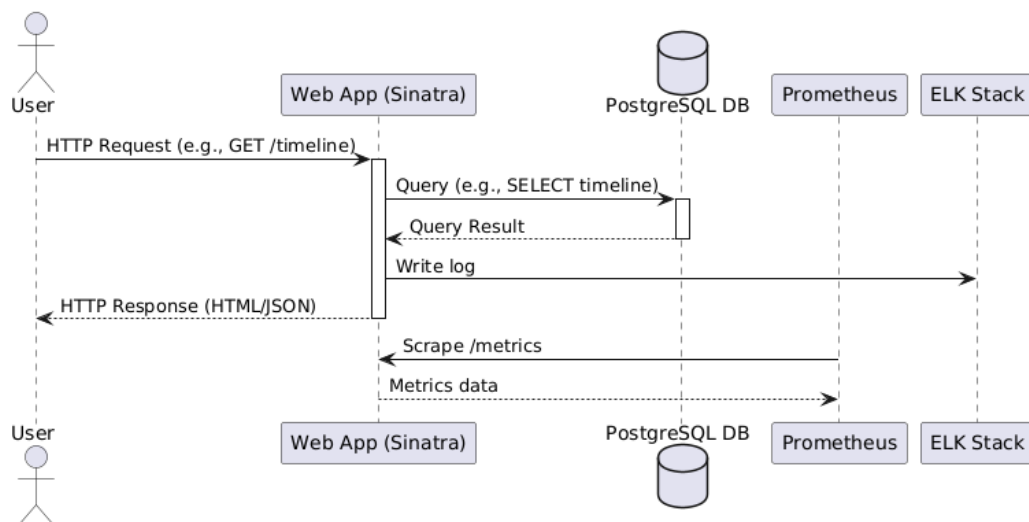 User
Web App (Sinatra)
PostgreSQL DB
Prometheus
ELK Stack
HTTP Request (e.g., GET /timeline)
Query (e.g., SELECT timeline)
Query Result
Write log
HTTP Response (HTML/JSON)
Scrape /metrics
Metrics data
User
Web App (Sinatra)
PostgreSQL DB
Prometheus
ELK Stack